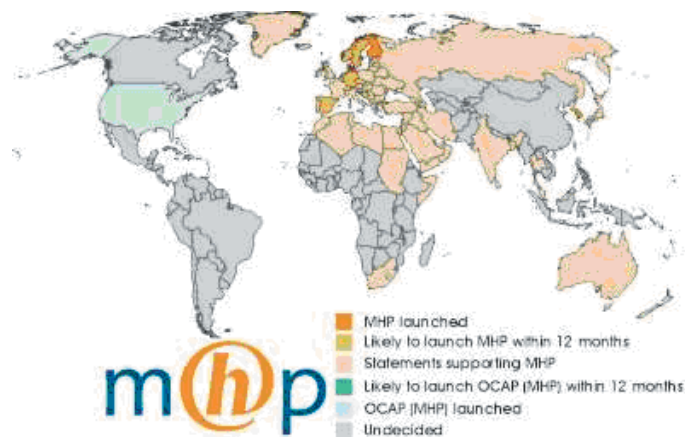 MHP launched
Likely to launch MHP within 12 months
Statements supporting MHP
Likely to launch OCAP (MHP) within 12 months
OCAP (MHP) launched
Undecided
mhp